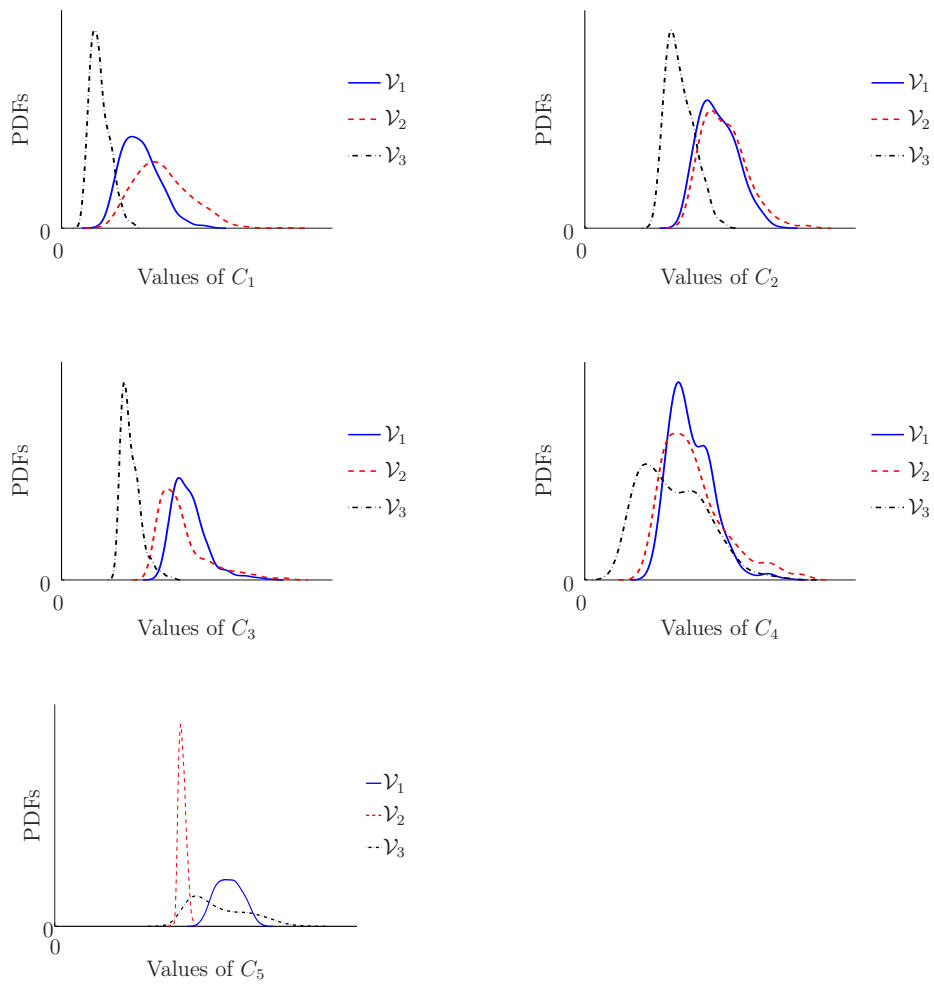 PDFs
𝒱₁
𝒱₂
𝒱₃
0
0
Values of C₁
PDFs
𝒱₁
𝒱₂
𝒱₃
0
0
Values of C₂
PDFs
𝒱₁
𝒱₂
𝒱₃
0
0
Values of C₃
PDFs
𝒱₁
𝒱₂
𝒱₃
0
0
Values of C₄
PDFs
𝒱₁
𝒱₂
𝒱₃
0
0
Values of C₅